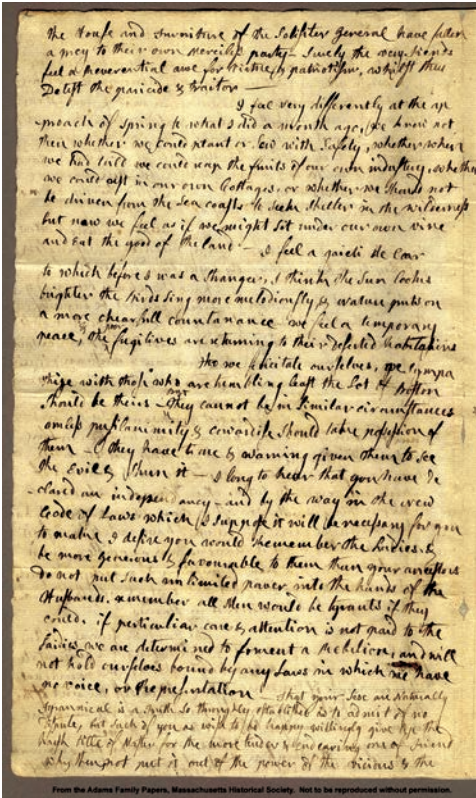 The House and Furniture of the Solisiter General have fallen
a prey to their own merciless party — Surely the very Fiends
feel a Reverential awe for Virtue & patriotism, whilst they
Detest the paricide & traitor —
I feel very differently at the ap
proach of spring to what I did a month ago, we knew not
then whether we could plant or sow with safety, whether when
we had toild we could reap the fruits of our own industery, whether
we could rest in our own Cottages, or whether we should not
be driven from the sea coasts to seek shelter in the wilderness
but now we feel as if we might sit under our own vine
and eat the good of the land — I feel a gaieti de Coar
to which before I was a stranger, I think the Sun looks
brighter the Birds sing more melodiously & Nature puts on
a more chearfull countanance we feel a temporary
peace, & the poor fugitives are returning to their deserted habitations
Tho we felicitate ourselves, we sympa
thize with those who are trembling least the Lot of Boston
should be theirs — they cannot be in similar circumstances
unless pusilanimity & cowardise should take possession of
them — they have time & warning given them to see
the Evil & shun it — I long to hear that you have de
clared an independancy — and by the way in the new
Code of Laws which I suppose it will be necessary for you
to make I desire you would Remember the Ladies, &
be more generous & favourable to them than your ancestors
do not put such unlimited power into the hands of the
Husbands. remember all Men would be tyrants if they
could. if perticuliar care & attention is not paid to the
Ladies we are determined to foment a Rebelion, and will
not hold ourselves bound by any Laws in which we have
no voice, or Representation — that your Sex are Naturally
Tyrannical is a Truth so thoroughly established as to admit of no
dispute, but such of you as wish to be happy willingly give up the
harsh title of Master for the more tender & endearing one of Friend
Why then not put it out of the power of the vicious & the
From the Adams Family Papers, Massachusetts Historical Society. Not to be reproduced without permission.